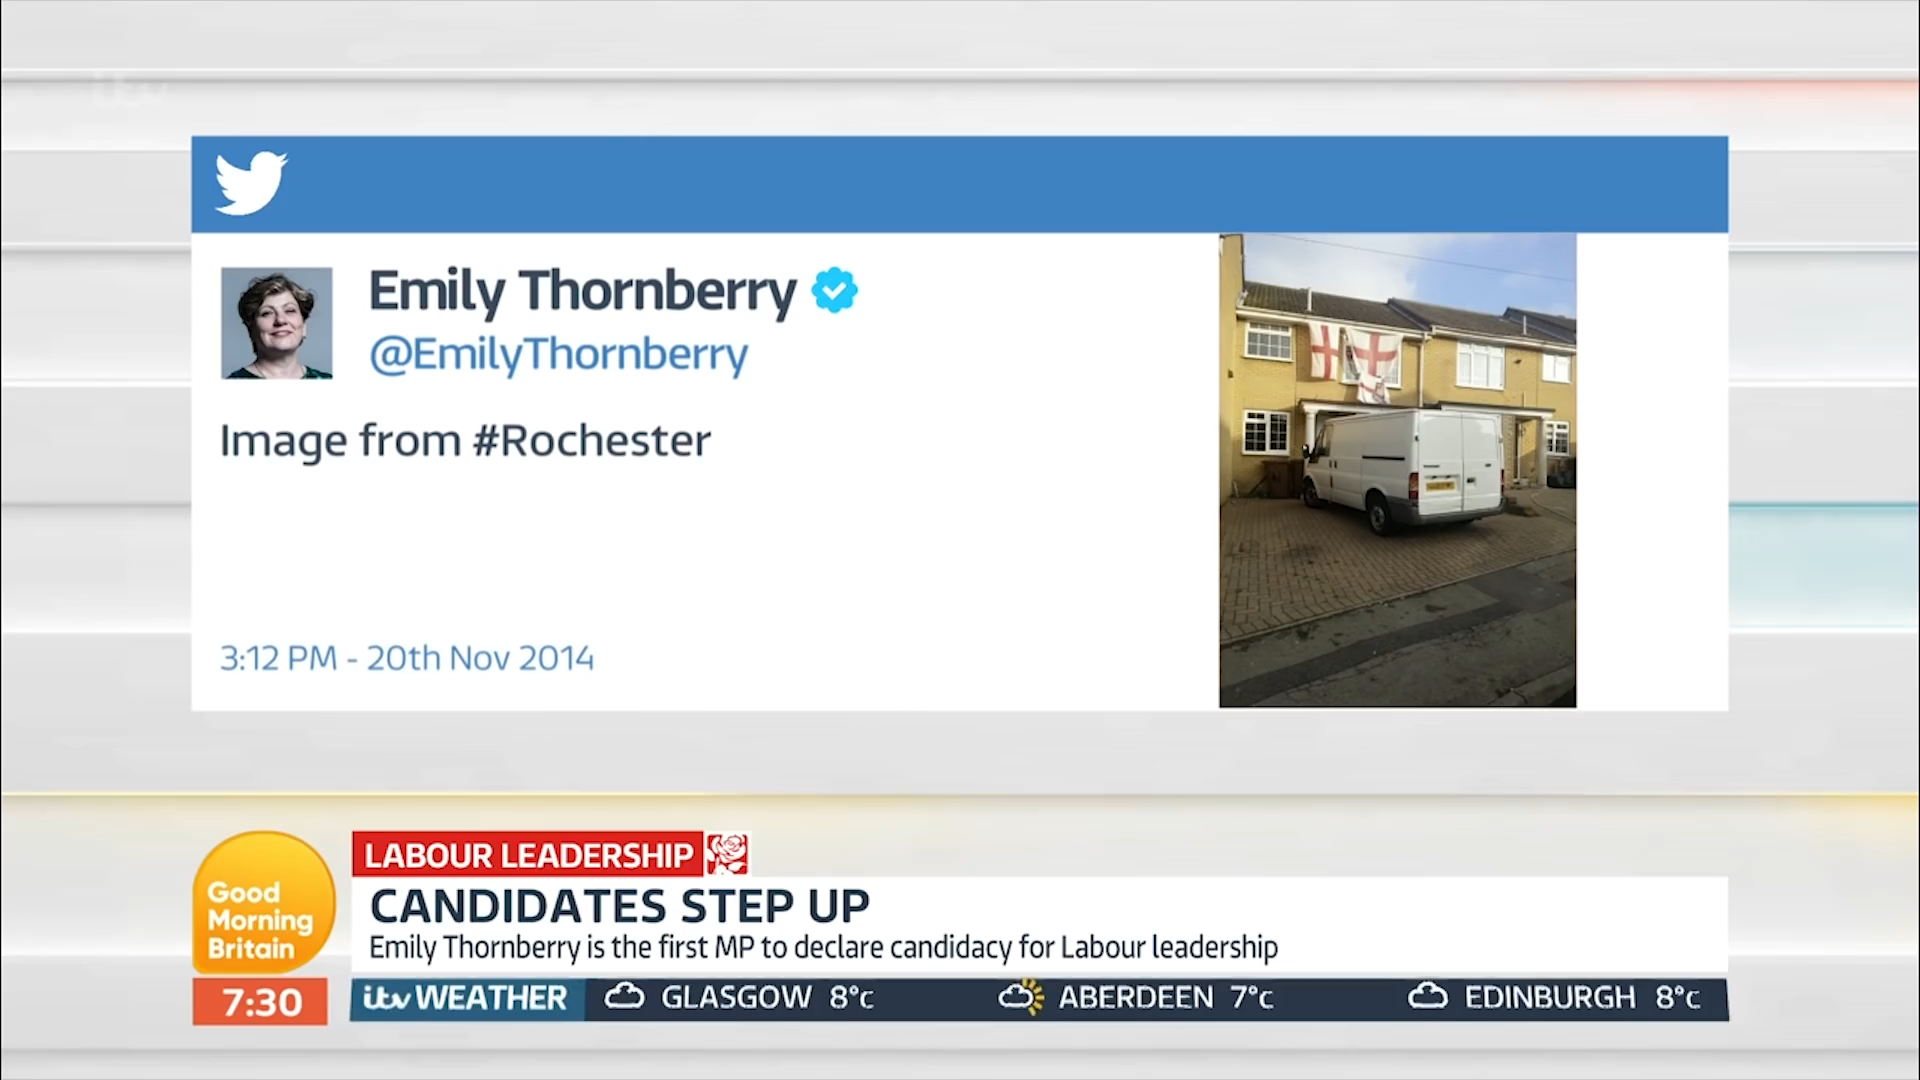 itv
Emily Thornberry
@EmilyThornberry
Image from #Rochester
3:12 PM - 20th Nov 2014
LABOUR LEADERSHIP
Good
Morning
Britain
CANDIDATES STEP UP
Emily Thornberry is the first MP to declare candidacy for Labour leadership
7:30
itv WEATHER
GLASGOW 8°c
ABERDEEN 7°c
EDINBURGH 8°c